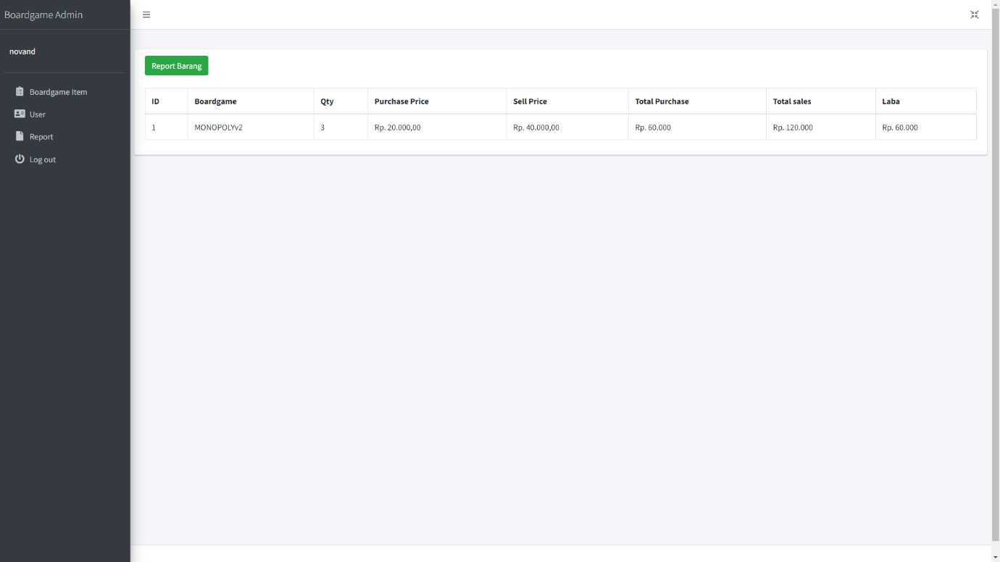 Boardgame Admin
novand
Boardgame Item
User
Report
Log out
Report Barang
ID Boardgame Qty Purchase Price Sell Price Total Purchase Total sales Laba
1 MONOPOLYv2 3 Rp. 20.000,00 Rp. 40.000,00 Rp. 60.000 Rp. 120.000 Rp. 60.000